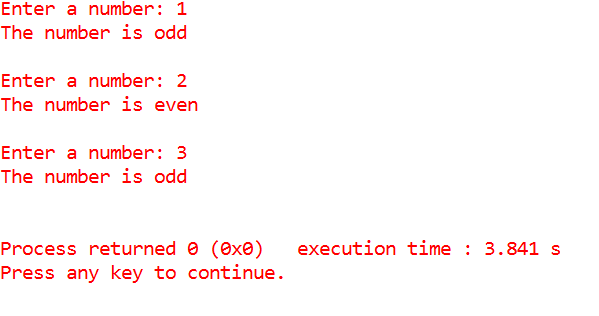 Enter a number: 1
The number is odd
Enter a number: 2
The number is even
Enter a number: 3
The number is odd
Process returned 0 (0x0)   execution time : 3.841 s
Press any key to continue.